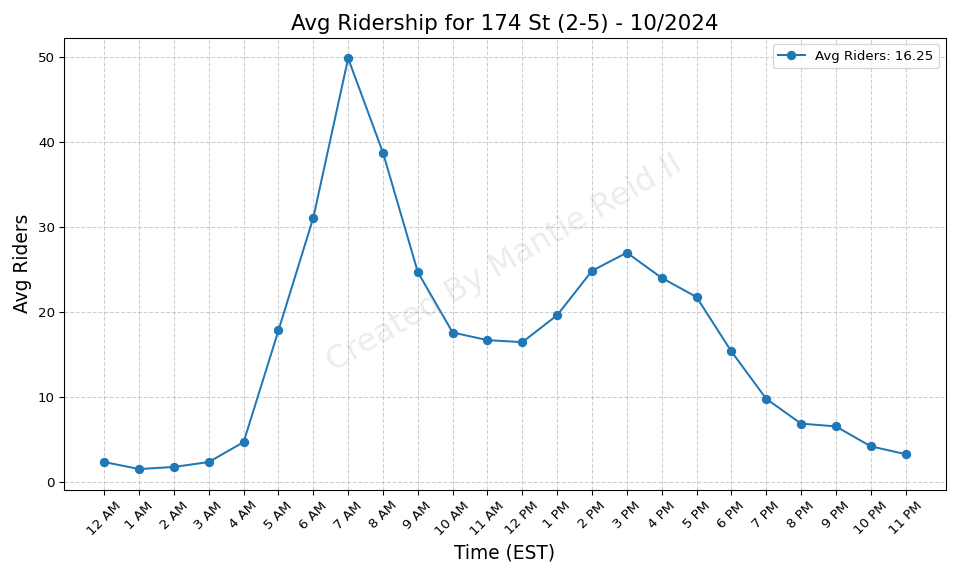 Avg Ridership for 174 St (2-5) - 10/2024
Avg Riders: 16.25
50
40
30
20
10
0
Avg Riders
Created By Mantie Reid II
12 AM
1 AM
2 AM
3 AM
4 AM
5 AM
6 AM
7 AM
8 AM
9 AM
10 AM
11 AM
12 PM
1 PM
2 PM
3 PM
4 PM
5 PM
6 PM
7 PM
8 PM
9 PM
10 PM
11 PM
Time (EST)